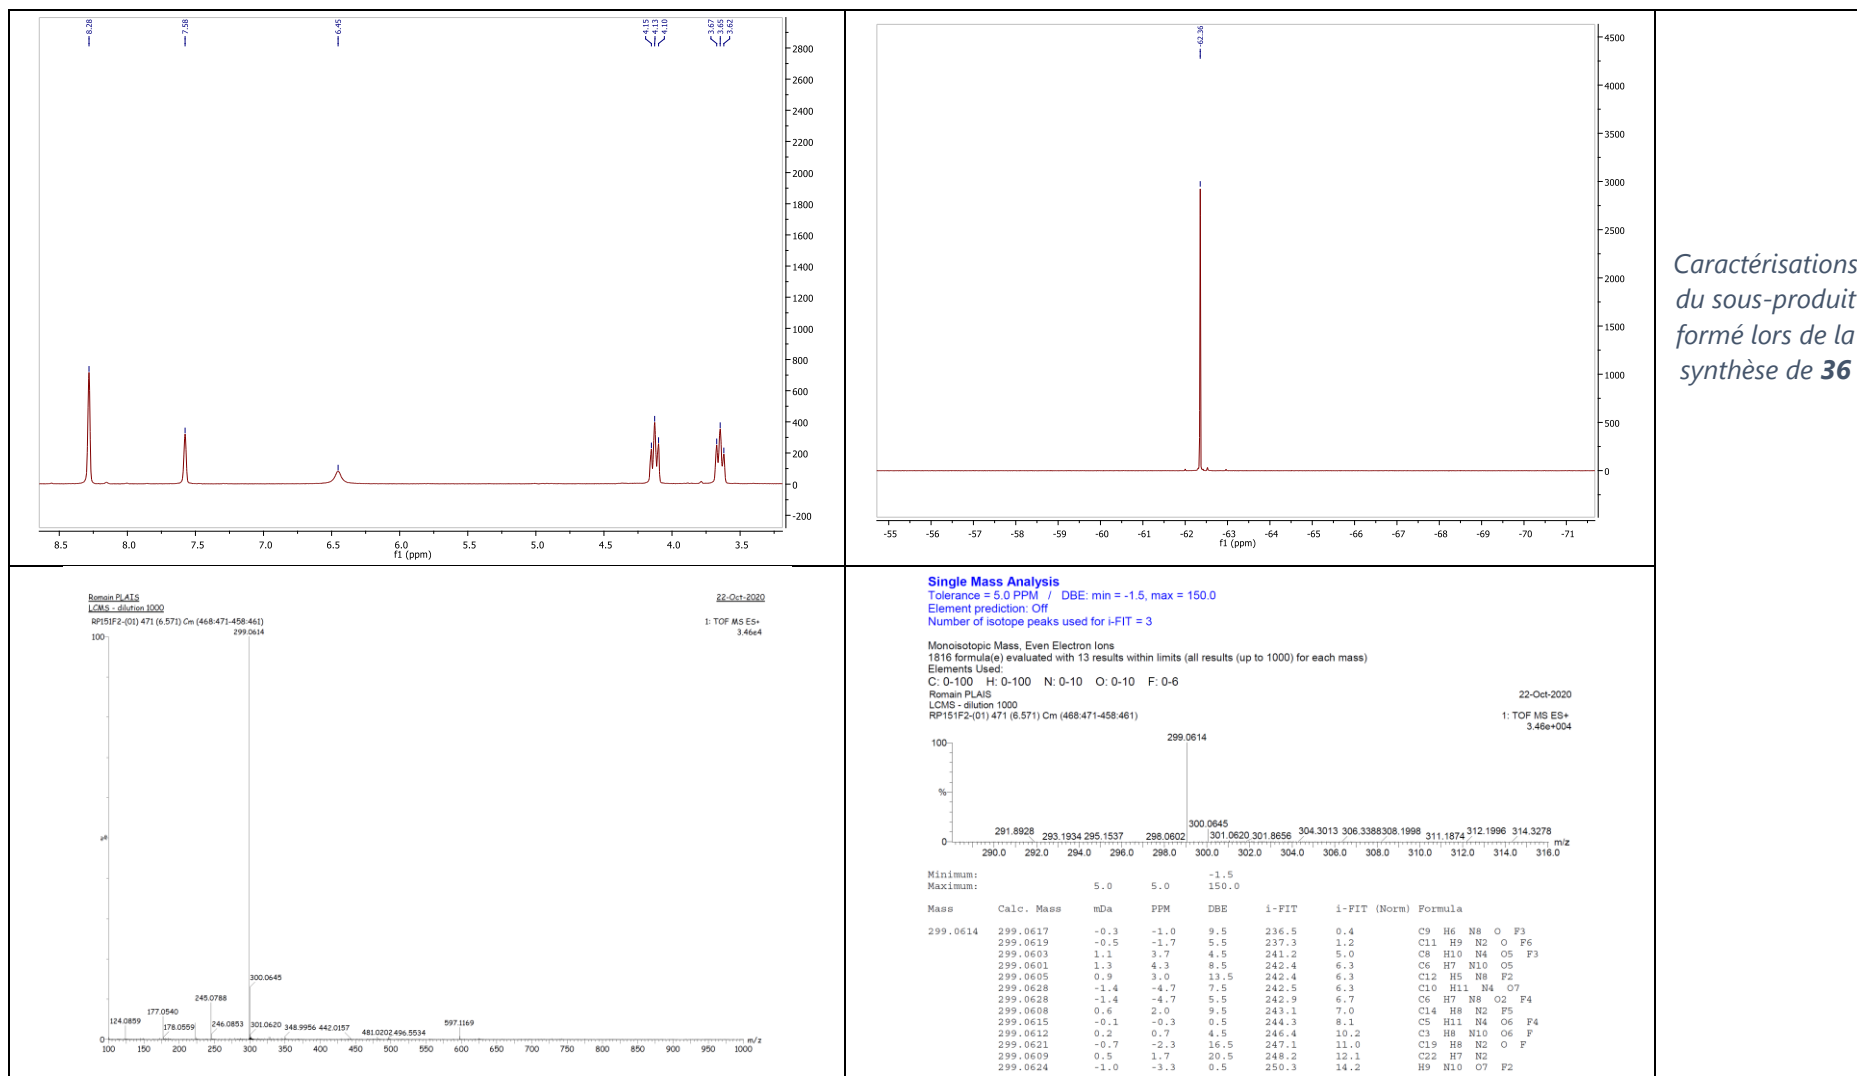 8.28
7.58
6.45
4.15
4.13
4.10
3.67
3.65
3.62
2800
2600
2400
2200
2000
1800
1600
1400
1200
1000
800
600
400
200
0
-200
8.5 8.0 7.5 7.0 6.5 6.0 5.5 5.0 4.5 4.0 3.5
f1 (ppm)
-62.36
4500
4000
3500
3000
2500
2000
1500
1000
500
0
-55 -56 -57 -58 -59 -60 -61 -62 -63 -64 -65 -66 -67 -68 -69 -70 -71
f1 (ppm)
Caractérisations
du sous-produit
formé lors de la
synthèse de 36
Romain PLAIS 22-Oct-2020
LCMS - dilution 1000
RP151F2-(01) 471 (6.571) Cm (468:471-458:461) 1: TOF MS ES+
299.0614 3.46e4
100
%
0
300.0645
245.0788
177.0540
124.0859
178.0559
246.0853
301.0620
348.9956
442.0157
481.0202
496.5534
597.1169
100 150 200 250 300 350 400 450 500 550 600 650 700 750 800 850 900 950 1000 m/z
Single Mass Analysis
Tolerance = 5.0 PPM / DBE: min = -1.5, max = 150.0
Element prediction: Off
Number of isotope peaks used for i-FIT = 3
Monoisotopic Mass, Even Electron Ions
1816 formula(e) evaluated with 13 results within limits (all results (up to 1000) for each mass)
Elements Used:
C: 0-100 H: 0-100 N: 0-10 O: 0-10 F: 0-6
Romain PLAIS 22-Oct-2020
LCMS - dilution 1000
RP151F2-(01) 471 (6.571) Cm (468:471-458:461) 1: TOF MS ES+
3.46e+004
299.0614
100
%
0
291.8928 293.1934 295.1537 298.0602 300.0645 301.0620 301.8656 304.3013 306.3388 308.1998 311.1874 312.1996 314.3278
m/z
290.0 292.0 294.0 296.0 298.0 300.0 302.0 304.0 306.0 308.0 310.0 312.0 314.0 316.0
Minimum: -1.5
Maximum: 5.0 5.0 150.0
Mass Calc. Mass mDa PPM DBE i-FIT i-FIT (Norm) Formula
299.0614 299.0617 -0.3 -1.0 9.5 236.5 0.4 C9 H6 N8 O F3
299.0619 -0.5 -1.7 5.5 237.3 1.2 C11 H9 N2 O F6
299.0603 1.1 3.7 4.5 241.2 5.0 C8 H10 N4 O5 F3
299.0601 1.3 4.3 8.5 242.4 6.3 C6 H7 N10 O5
299.0605 0.9 3.0 13.5 242.4 6.3 C12 H5 N8 F2
299.0628 -1.4 -4.7 7.5 242.5 6.3 C10 H11 N4 O7
299.0628 -1.4 -4.7 5.5 242.9 6.7 C6 H7 N8 O2 F4
299.0608 0.6 2.0 9.5 243.1 7.0 C14 H8 N2 F5
299.0615 -0.1 -0.3 0.5 244.3 8.1 C5 H11 N4 O6 F4
299.0612 0.2 0.7 4.5 246.4 10.2 C3 H8 N10 O6 F
299.0621 -0.7 -2.3 16.5 247.1 11.0 C19 H8 N2 O F
299.0609 0.5 1.7 20.5 248.2 12.1 C22 H7 N2
299.0624 -1.0 -3.3 0.5 250.3 14.2 H9 N10 O7 F2